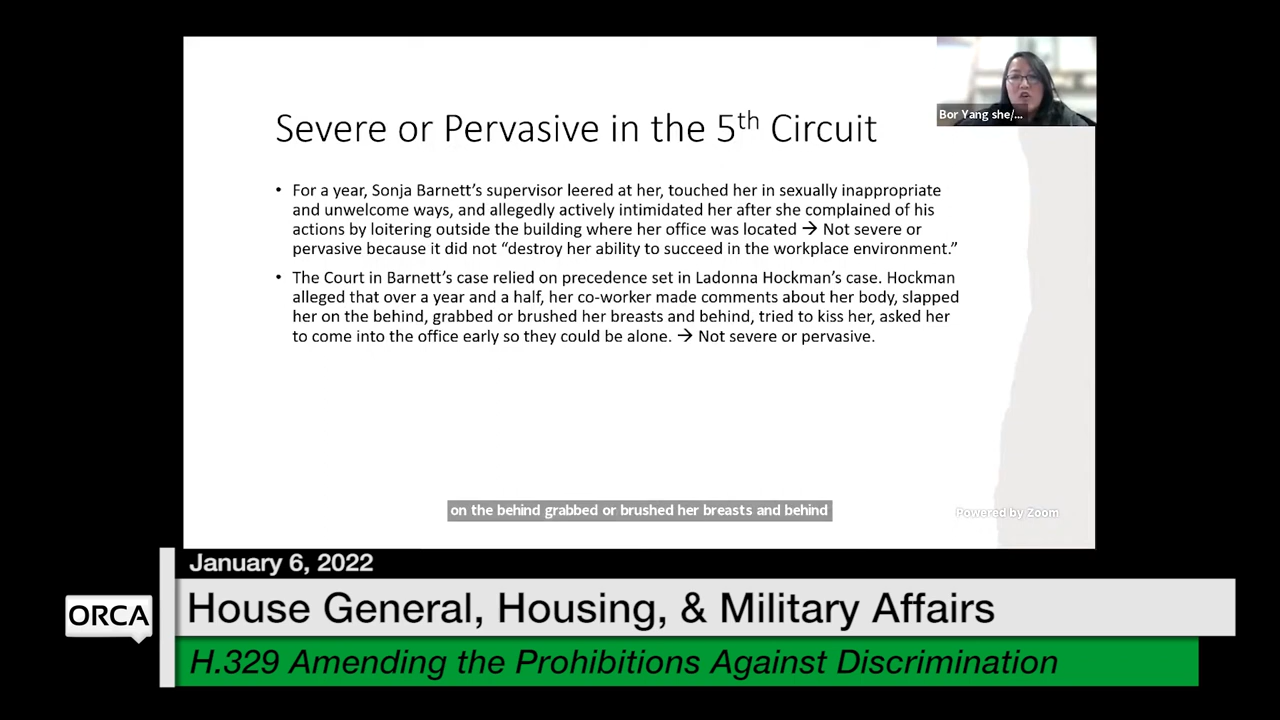 Bor Yang she/...
Severe or Pervasive in the 5th Circuit
• For a year, Sonja Barnett's supervisor leered at her, touched her in sexually inappropriate
and unwelcome ways, and allegedly actively intimidated her after she complained of his
actions by loitering outside the building where her office was located → Not severe or
pervasive because it did not “destroy her ability to succeed in the workplace environment.”
• The Court in Barnett's case relied on precedence set in Ladonna Hockman's case. Hockman
alleged that over a year and a half, her co-worker made comments about her body, slapped
her on the behind, grabbed or brushed her breasts and behind, tried to kiss her, asked her
to come into the office early so they could be alone. → Not severe or pervasive.
on the behind grabbed or brushed her breasts and behind
Powered by Zoom
January 6, 2022
ORCA
House General, Housing, & Military Affairs
H.329 Amending the Prohibitions Against Discrimination